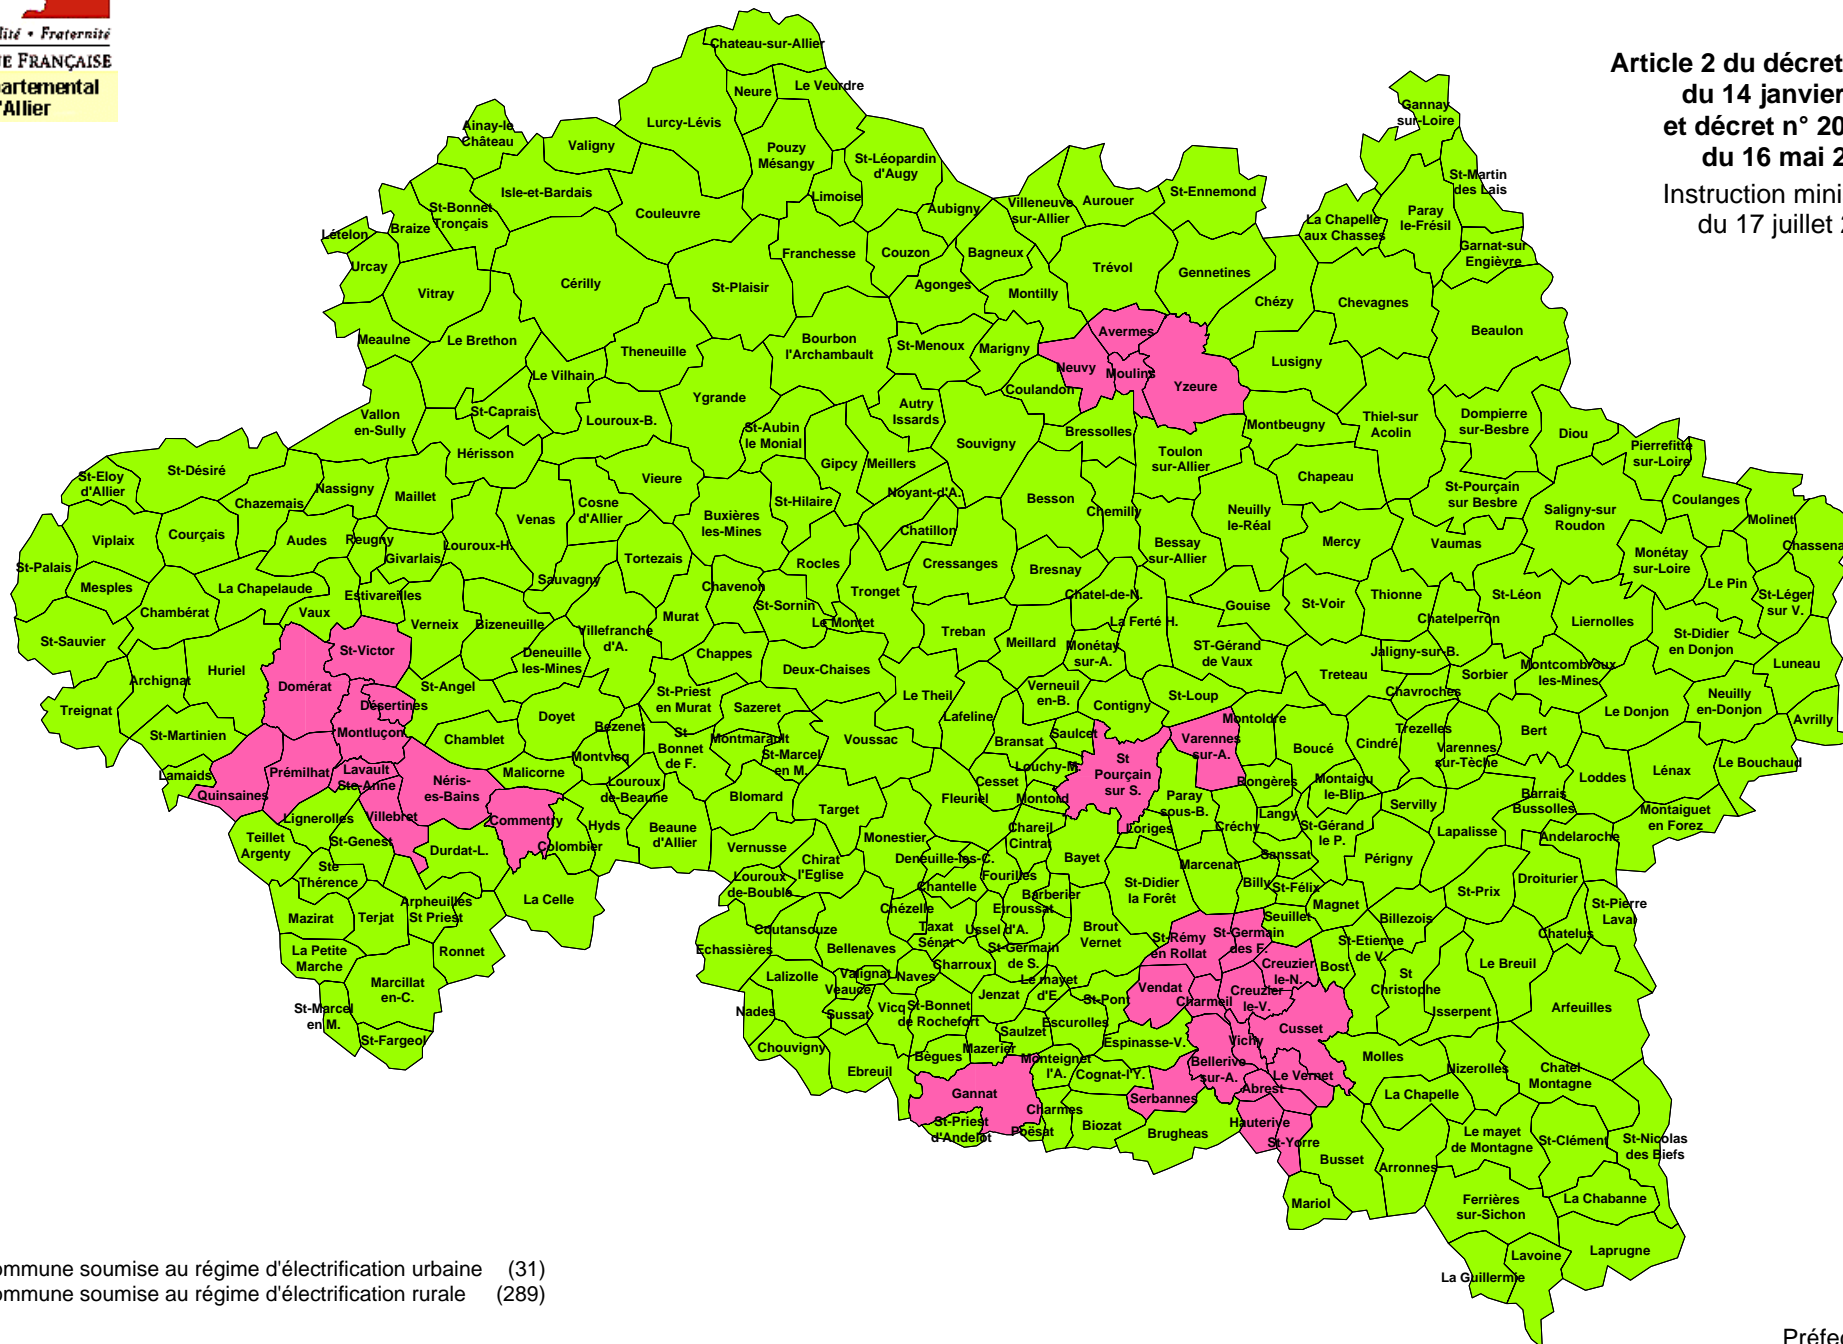 lité • Fraternité
E FRANÇAISE
artemental
'Allier
Article 2 du décret
du 14 janvier
et décret n° 20
du 16 mai 2
Instruction mini
du 17 juillet 2
Chateau-sur-Allier
Neure
Le Veurdre
Lurcy-Lévis
Gannay
sur-Loire
Ainay-le
Château
Valigny
Pouzy
Mésangy
St-Léopardin
d'Augy
St-Martin
des Lais
Isle-et-Bardais
Limoise
Aubigny
Villeneuve
sur-Allier
Aurouer
St-Ennemond
Couleuvre
St-Bonnet
Tronçais
Braize
Lételon
La Chapelle
aux Chasses
Paray
le-Frésil
Garnat-sur
Engièvre
Urcay
Franchesse
Couzon
Bagneux
Trévol
Gennetines
Vitray
Cérilly
St-Plaisir
Agonges
Montilly
Chézy
Chevagnes
Beaulon
Meaulne
Le Brethon
Theneuille
Bourbon
l'Archambault
St-Menoux
Marigny
Avermes
Neuvy
Moulins
Yzeure
Lusigny
Le Vilhain
Coulandon
Ygrande
Autry
Issards
Vallon
en-Sully
St-Caprais
Louroux-B.
St-Aubin
le Monial
Souvigny
Bressolles
Montbeugny
Thiel-sur
Acolin
Dompierre
sur-Besbre
Diou
Pierrefitte
sur-Loire
Hérisson
Gipcy
Meillers
Toulon
sur-Allier
St-Eloy
d'Allier
St-Désiré
Chazemais
Nassigny
Maillet
Vieure
Chapeau
St-Pourçain
sur Besbre
Coulanges
Noyant-d'A.
Besson
Chemilly
St-Hilaire
Cosne
d'Allier
Venas
Buxières
les-Mines
Neuilly
le-Réal
Saligny-sur
Roudon
Molinet
Chassena
Viplaix
Courçais
Audes
Reugny
Givarlais
Louroux-H.
Chatillon
Bessay
sur-Allier
Mercy
Vaumas
Monétay
sur-Loire
St-Palais
Mesples
La Chapelaude
Estivareilles
Sauvagny
Tortezais
Rocles
Cressanges
Bresnay
Le Pin
St-Léger
sur V.
Chambérat
Vaux
Verneix
Bizeneuille
Chavenon
St-Sornin
Tronget
Le Montet
Chatel-de-N.
La Ferté H.
Gouise
St-Voir
Thionne
Chatelperron
St-Léon
Liernolles
St-Didier
en Donjon
St-Sauvier
Villefranche
d'A.
Murat
Treban
Meillard
Monétay
sur-A.
ST-Gérand
de Vaux
Jaligny-sur-B.
Luneau
St-Victor
Deneuille
les-Mines
Chappes
Deux-Chaises
Archignat
Huriel
Domérat
Désertines
St-Angel
Treteau
Sorbier
Montcombroux
les-Mines
Treignat
St-Priest
en Murat
Sazeret
Le Theil
Verneuil
en-B.
Contigny
St-Loup
Chavroches
Neuilly
en-Donjon
Avrilly
Lafeline
Le Donjon
St-Martinien
Montluçon
Chamblet
Doyet
Bézenet
Montvicq
St-
Bonnet
de F.
Montmarault
St-Marcel
en M.
Voussac
Bransat
Saulcet
Varennes
sur-A.
Montoldre
Boucé
Cindré
Trezelles
Varennes
sur-Tèche
Bert
Le Bouchaud
Lamaids
Prémilhat
Lavault
Ste-Anne
Néris-
es-Bains
Malicorne
Louroux
de-Beaune
Louchy-M.
Cesset
St
Pourçain
sur S.
Rongères
Montaigu
le-Blin
Loddes
Lénax
Quinsaines
Blomard
Target
Fleuriel
Montord
Paray
sous-B.
Servilly
Barrais
Bussolles
Montaiguet
en Forez
Lignerolles
Villebret
Commentry
Hyds
Beaune
d'Allier
Langy
Créchy
Loriges
Chareil
Cintrat
St-Gérand
le P.
Lapalisse
Andelaroche
Teillet
Argenty
St-Genest
Durdat-L.
Colombier
Vernusse
Monestier
Chirat
l'Eglise
Deneuille-les-C.
Bayet
Marcenat
Sanssat
Périgny
Ste
Thérence
Louroux
de-Bouble
Chantelle
Fourilles
Barberier
St-Didier
la Forêt
Billy
St-Félix
Magnet
St-Prix
Droiturier
St-Pierre
Laval
La Celle
Arpheuilles
St Priest
Mazirat
Terjat
Chézelle
Etroussat
Seuillet
Billezois
Chatelus
Coutansouze
Taxat
Sénat
Ussel d'A.
Brout
Vernet
St-Rémy
en Rollat
St-Germain
des F.
St-Etienne
de V.
Echassières
Bellenaves
St-Germain
de S.
Creuzier
le-N.
Bost
Le Breuil
La Petite
Marche
Ronnet
Marcillat
en-C.
Lalizolle
Valignat
Naves
Charroux
Le mayet
d'E.
Vendat
Charmeil
Creuzier
le-V.
St
Christophe
Veauce
Jenzat
St-Pont
St-Marcel
en M.
Nades
Sussat
Vicq
St-Bonnet
de Rochefort
Saulzet
Escurolles
Cusset
Isserpent
Arfeuilles
St-Fargeol
Chouvigny
Bègues
Mazerier
Espinasse-V.
Vichy
Monteignet
l'A.
Cognat-l'Y.
Bellerive
sur-A.
Le Vernet
Molles
Nizerolles
Chatel
Montagne
Ebreuil
Gannat
Serbannes
Abrest
La Chapelle
Charmes
St-Priest
d'Andelot
Poësat
Biozat
Brugheas
Hauterive
St-Yorre
Le mayet
de Montagne
St-Clément
St-Nicolas
des Biefs
Busset
Arronnes
Mariol
Ferrières
sur-Sichon
La Chabanne
Lavoine
Laprugne
La Guillermie
ommune soumise au régime d'électrification urbaine (31)
ommune soumise au régime d'électrification rurale (289)
Préfec